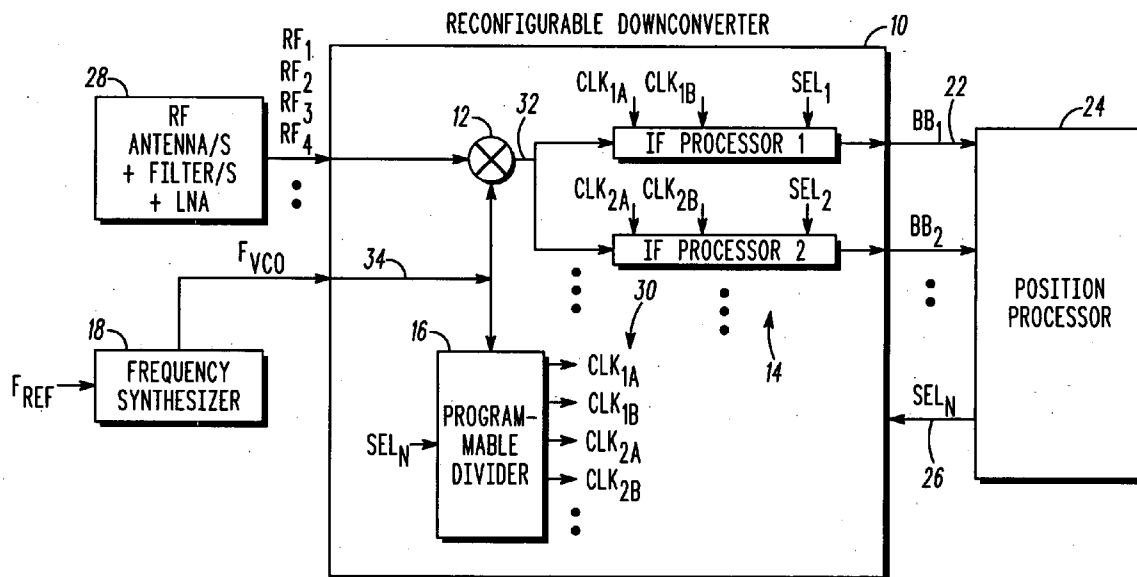 RECONFIGURABLE DOWNCONVERTER
10
28
RF
ANTENNA/S
+ FILTER/S
+ LNA
RF1
RF2
RF3
RF4
12
32
CLK1A
CLK1B
SEL1
IF PROCESSOR 1
CLK2A
CLK2B
SEL2
IF PROCESSOR 2
BB1
22
BB2
24
POSITION
PROCESSOR
SELN
26
FVCO
34
18
FREF
FREQUENCY
SYNTHESIZER
16
SELN
PROGRAM-
MABLE
DIVIDER
30
CLK1A
CLK1B
CLK2A
CLK2B
14